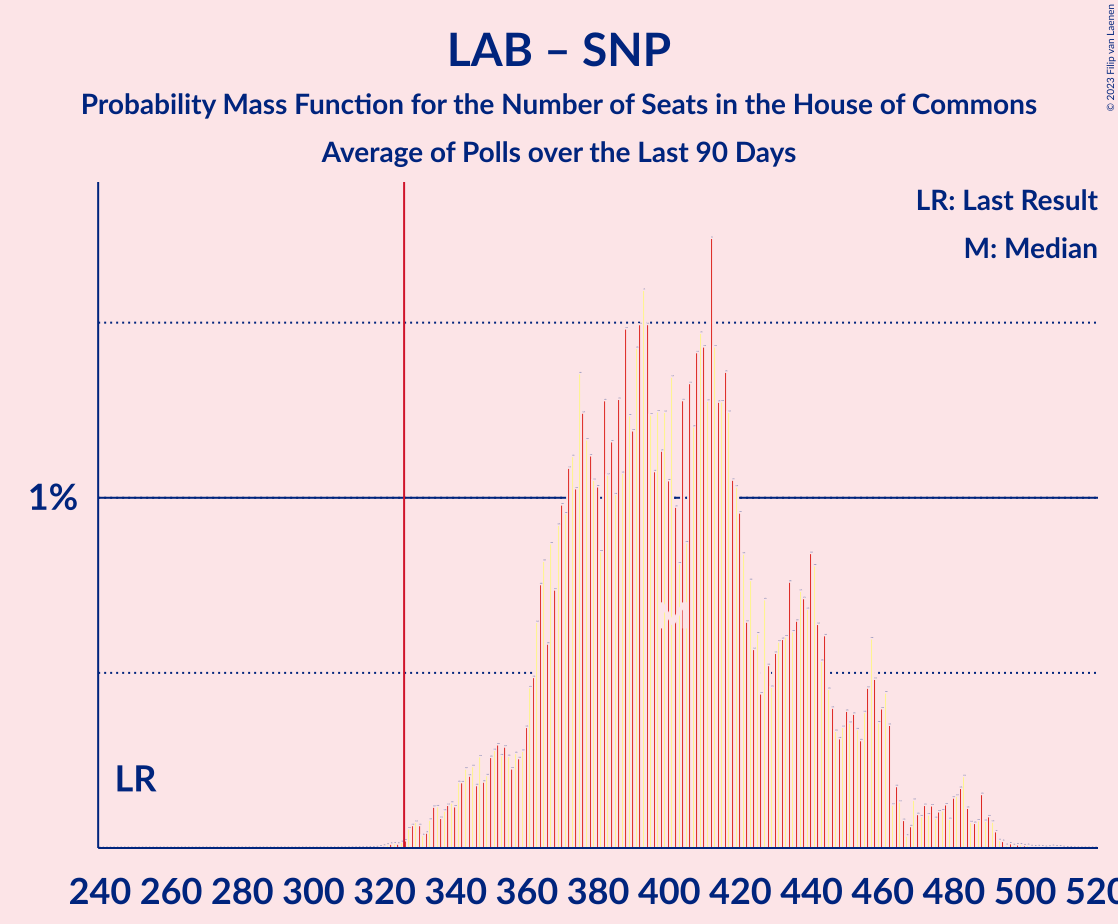 LAB – SNP
Probability Mass Function for the Number of Seats in the House of Commons
Average of Polls over the Last 90 Days
© 2023 Filip van Laenen
LR: Last Result
M: Median
1%
LR
M
240 260 280 300 320 340 360 380 400 420 440 460 480 500 520